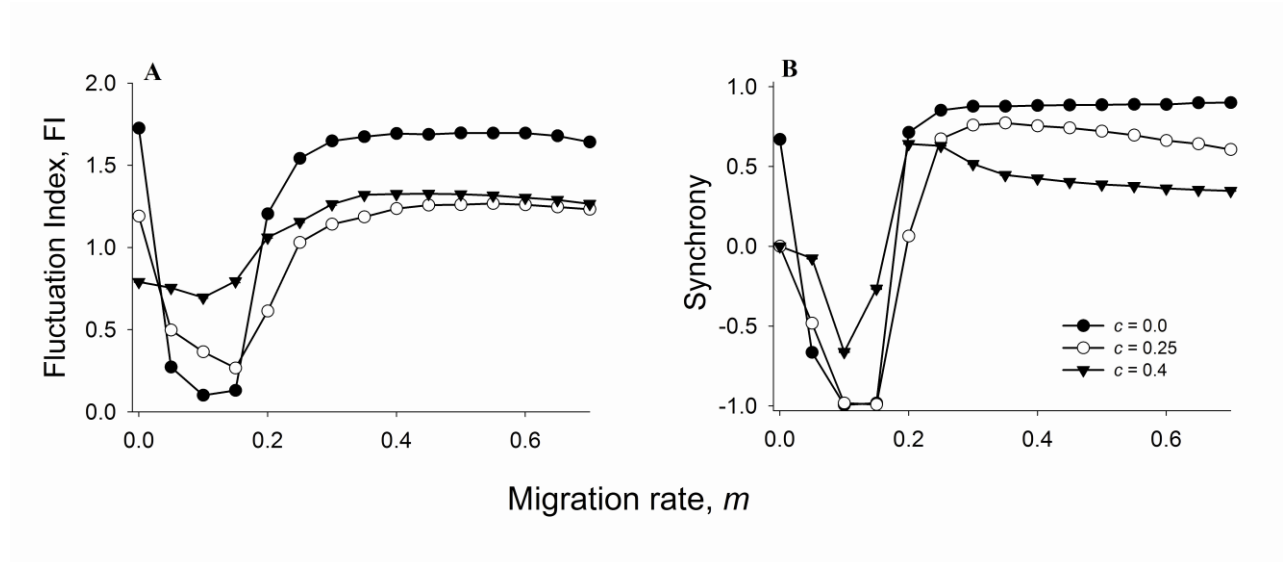 A
Fluctuation Index, FI
2.0
1.5
1.0
0.5
0.0
0.0 0.2 0.4 0.6
B
Synchrony
1.0
0.5
0.0
-0.5
-1.0
0.0 0.2 0.4 0.6
c = 0.0
c = 0.25
c = 0.4
Migration rate, m